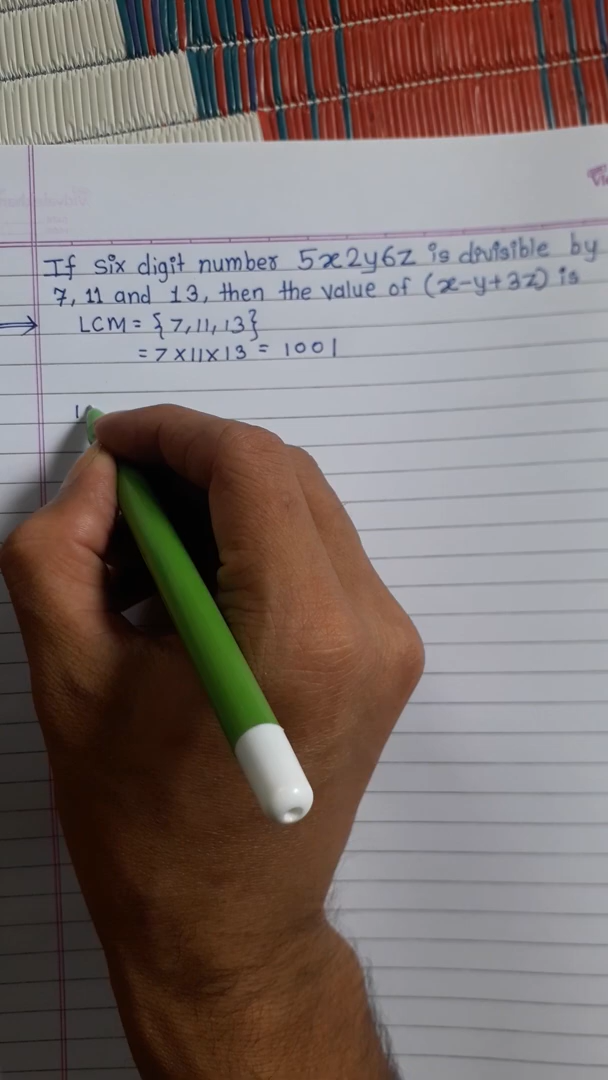 If six digit number 5x2y6z is divisible by
7, 11 and 13, then the value of (x-y+3z) is
⇒ LCM = {7,11,13}
= 7×11×13 = 1001